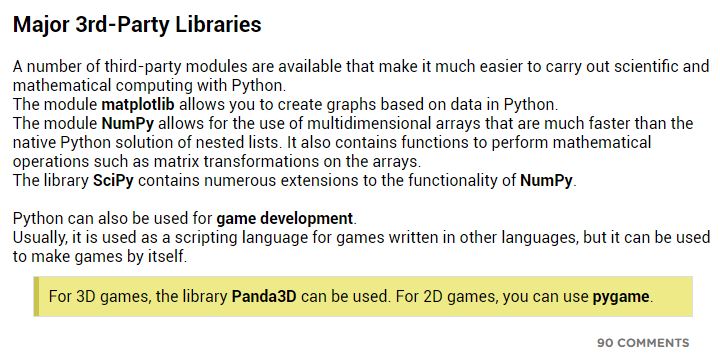 Major 3rd-Party Libraries
A number of third-party modules are available that make it much easier to carry out scientific and
mathematical computing with Python.
The module matplotlib allows you to create graphs based on data in Python.
The module NumPy allows for the use of multidimensional arrays that are much faster than the
native Python solution of nested lists. It also contains functions to perform mathematical
operations such as matrix transformations on the arrays.
The library SciPy contains numerous extensions to the functionality of NumPy.
Python can also be used for game development.
Usually, it is used as a scripting language for games written in other languages, but it can be used
to make games by itself.
For 3D games, the library Panda3D can be used. For 2D games, you can use pygame.
90 COMMENTS